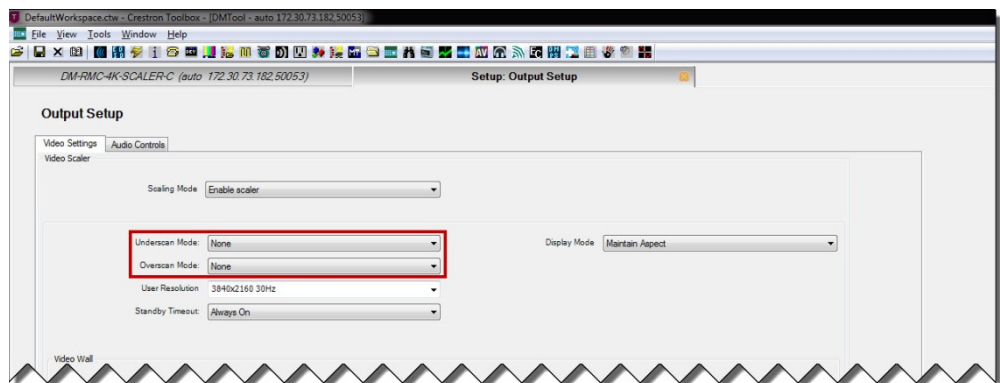 DefaultWorkspace.ctw - Crestron Toolbox - [DMTool - auto 172.30.73.182,50053]
File View Tools Window Help
DM-RMC-4K-SCALER-C (auto 172.30.73.182,50053) Setup: Output Setup
Output Setup
Video Settings Audio Controls
Video Scaler
Scaling Mode Enable scaler
Underscan Mode: None Display Mode Maintain Aspect
Overscan Mode: None
User Resolution 3840x2160 30Hz
Standby Timeout: Always On
Video Wall